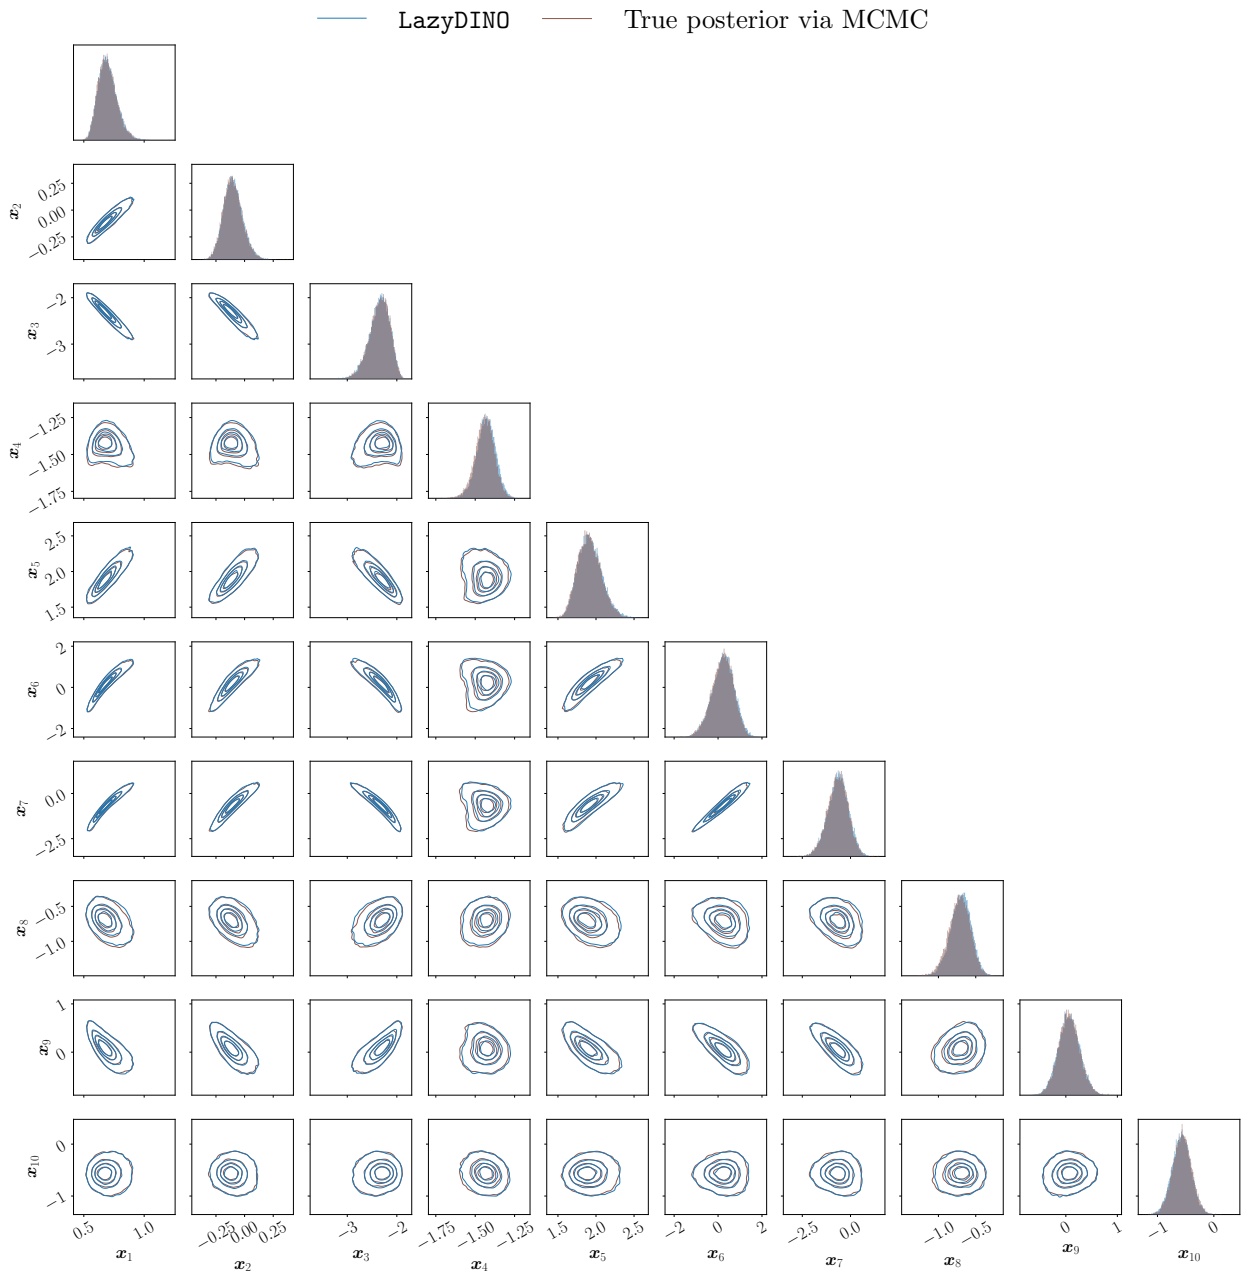 LazyDINO True posterior via MCMC
x2 0.25 0.00 −0.25
x3 −2 −3
x4 −1.25 −1.50 −1.75
x5 2.5 2.0 1.5
x6 2 0 −2
x7 0.0 −2.5
x8 −0.5 −1.0
x9 1 0
x10 0 −1
0.5 1.0 −0.25 0.00 0.25 −3 −2 −1.75 −1.50 −1.25 1.5 2.0 2.5 −2 0 2 −2.5 0.0 −1.0 −0.5 0 1 −1 0
x1 x2 x3 x4 x5 x6 x7 x8 x9 x10